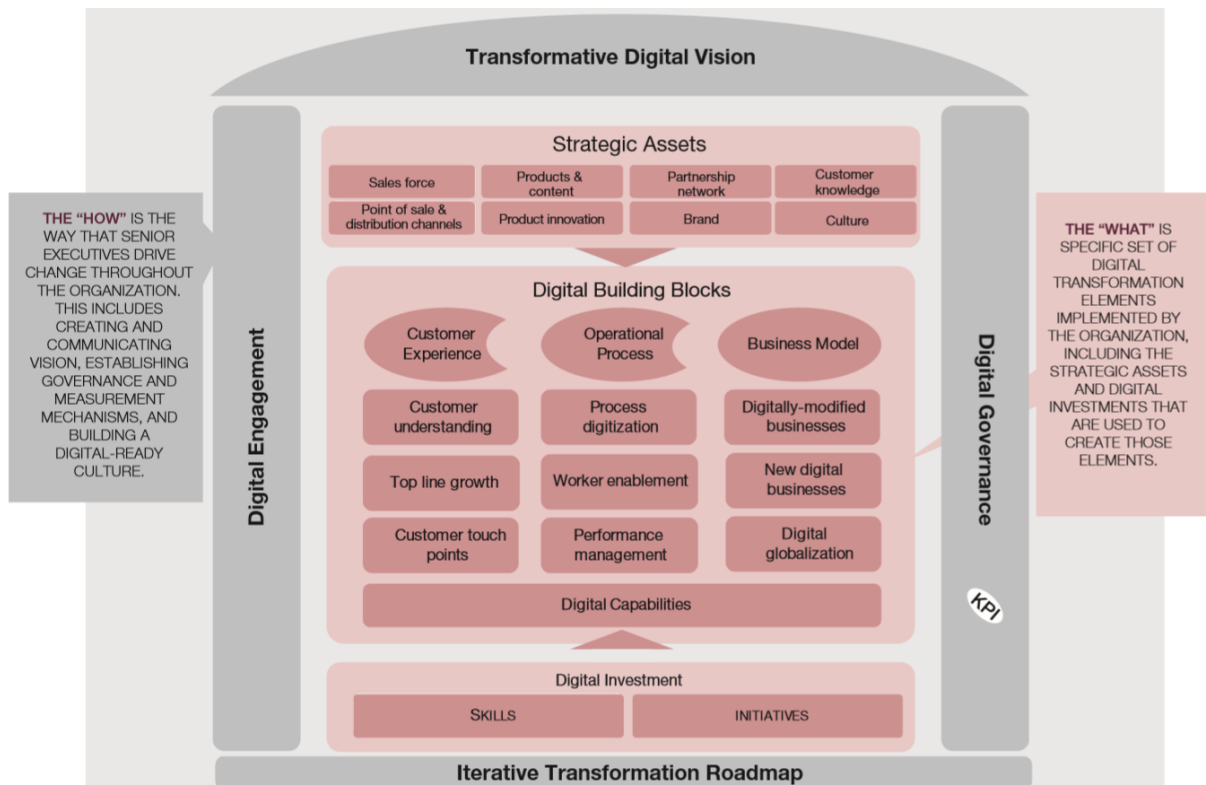 Transformative Digital Vision
THE “HOW” IS THE
WAY THAT SENIOR
EXECUTIVES DRIVE
CHANGE THROUGHOUT
THE ORGANIZATION.
THIS INCLUDES
CREATING AND
COMMUNICATING
VISION, ESTABLISHING
GOVERNANCE AND
MEASUREMENT
MECHANISMS, AND
BUILDING A
DIGITAL-READY
CULTURE.
Digital Engagement
Strategic Assets
Sales force
Products &
content
Partnership
network
Customer
knowledge
Point of sale &
distribution channels
Product innovation
Brand
Culture
Digital Building Blocks
Customer
Experience
Operational
Process
Business Model
Customer
understanding
Process
digitization
Digitally-modified
businesses
Top line growth
Worker enablement
New digital
businesses
Customer touch
points
Performance
management
Digital
globalization
Digital Capabilities
Digital Investment
SKILLS
INITIATIVES
Digital Governance
KPI
THE “WHAT” IS
SPECIFIC SET OF
DIGITAL
TRANSFORMATION
ELEMENTS
IMPLEMENTED BY
THE ORGANIZATION,
INCLUDING THE
STRATEGIC ASSETS
AND DIGITAL
INVESTMENTS THAT
ARE USED TO
CREATE THOSE
ELEMENTS.
Iterative Transformation Roadmap